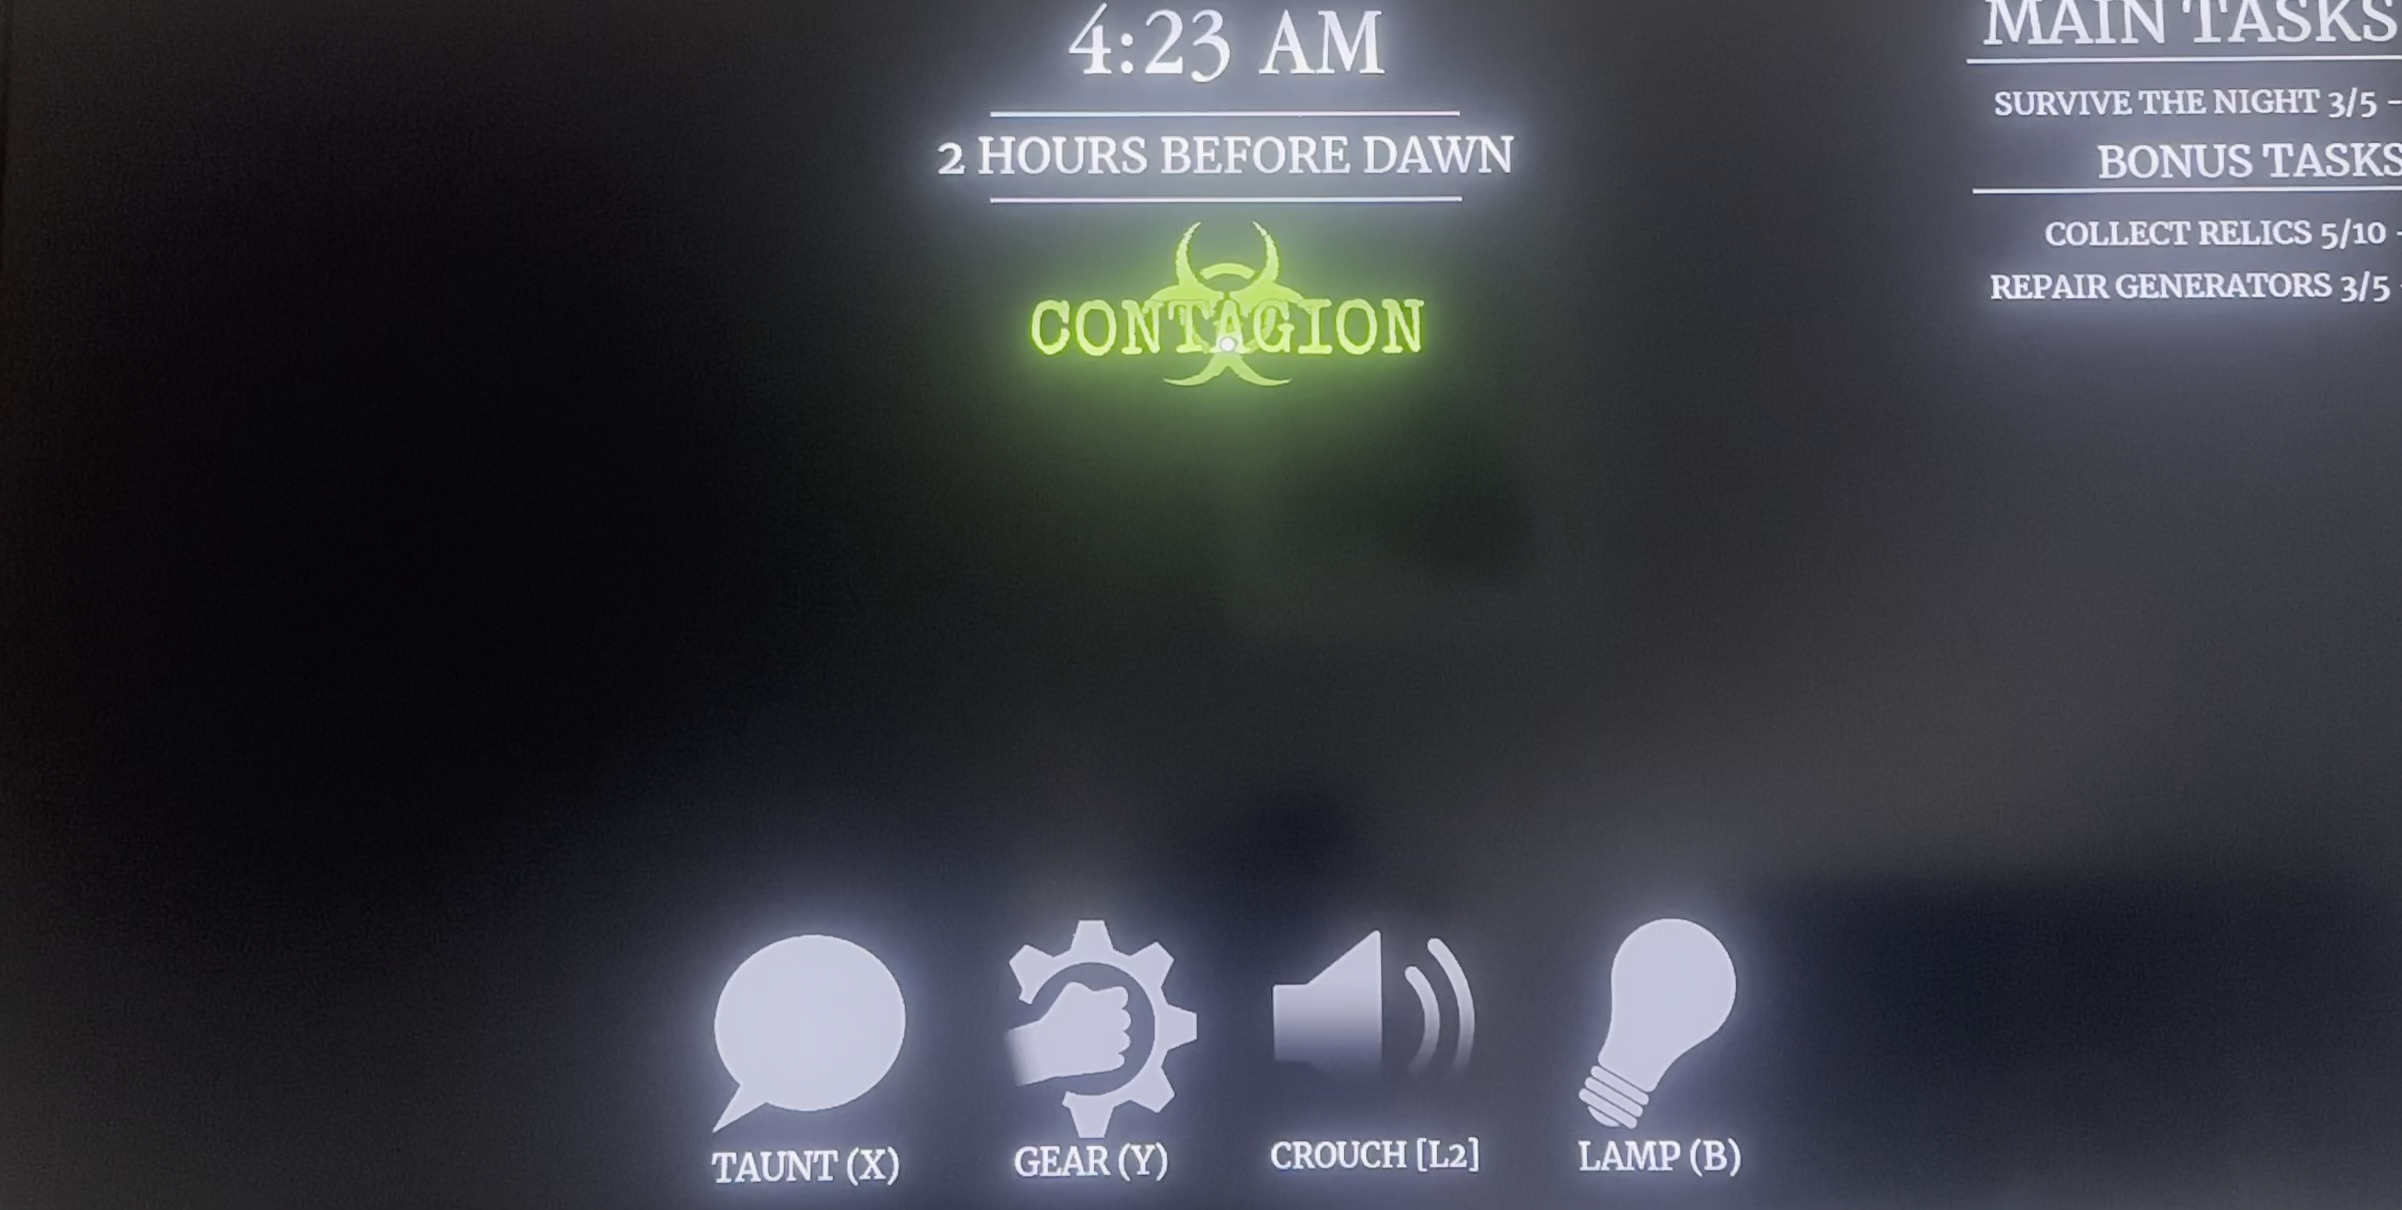 4:23 AM
2 HOURS BEFORE DAWN
CONTAGION
MAIN TASKS
SURVIVE THE NIGHT 3/5 -
BONUS TASKS
COLLECT RELICS 5/10 -
REPAIR GENERATORS 3/5 -
TAUNT (X)
GEAR (Y)
CROUCH [L2]
LAMP (B)